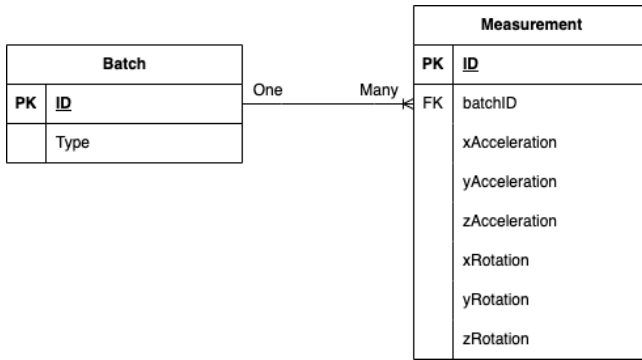 Batch
PK ID
Type
One Many
Measurement
PK ID
FK batchID
xAcceleration
yAcceleration
zAcceleration
xRotation
yRotation
zRotation